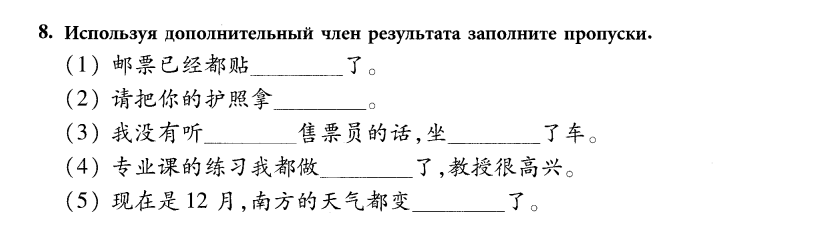 8. Используя дополнительный член результата заполните пропуски.
(1) 邮票已经都贴________了。
(2) 请把你的护照拿________。
(3) 我没有听________售票员的话,坐________了车。
(4) 专业课的练习我都做________了,教授很高兴。
(5) 现在是 12 月,南方的天气都变________了。